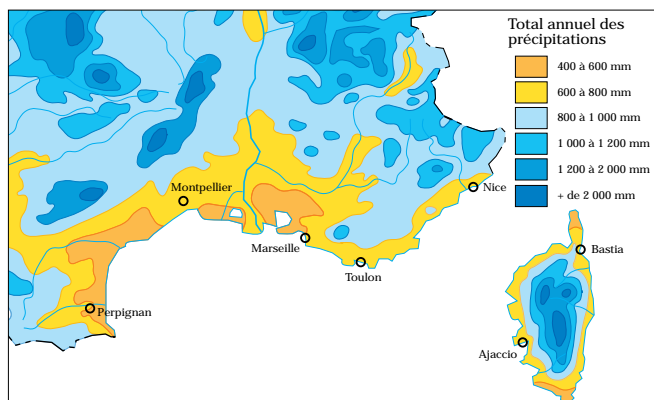 Total annuel des
précipitations
400 à 600 mm
600 à 800 mm
800 à 1 000 mm
1 000 à 1 200 mm
1 200 à 2 000 mm
+ de 2 000 mm
Montpellier
Nice
Marseille
Toulon
Bastia
Perpignan
Ajaccio